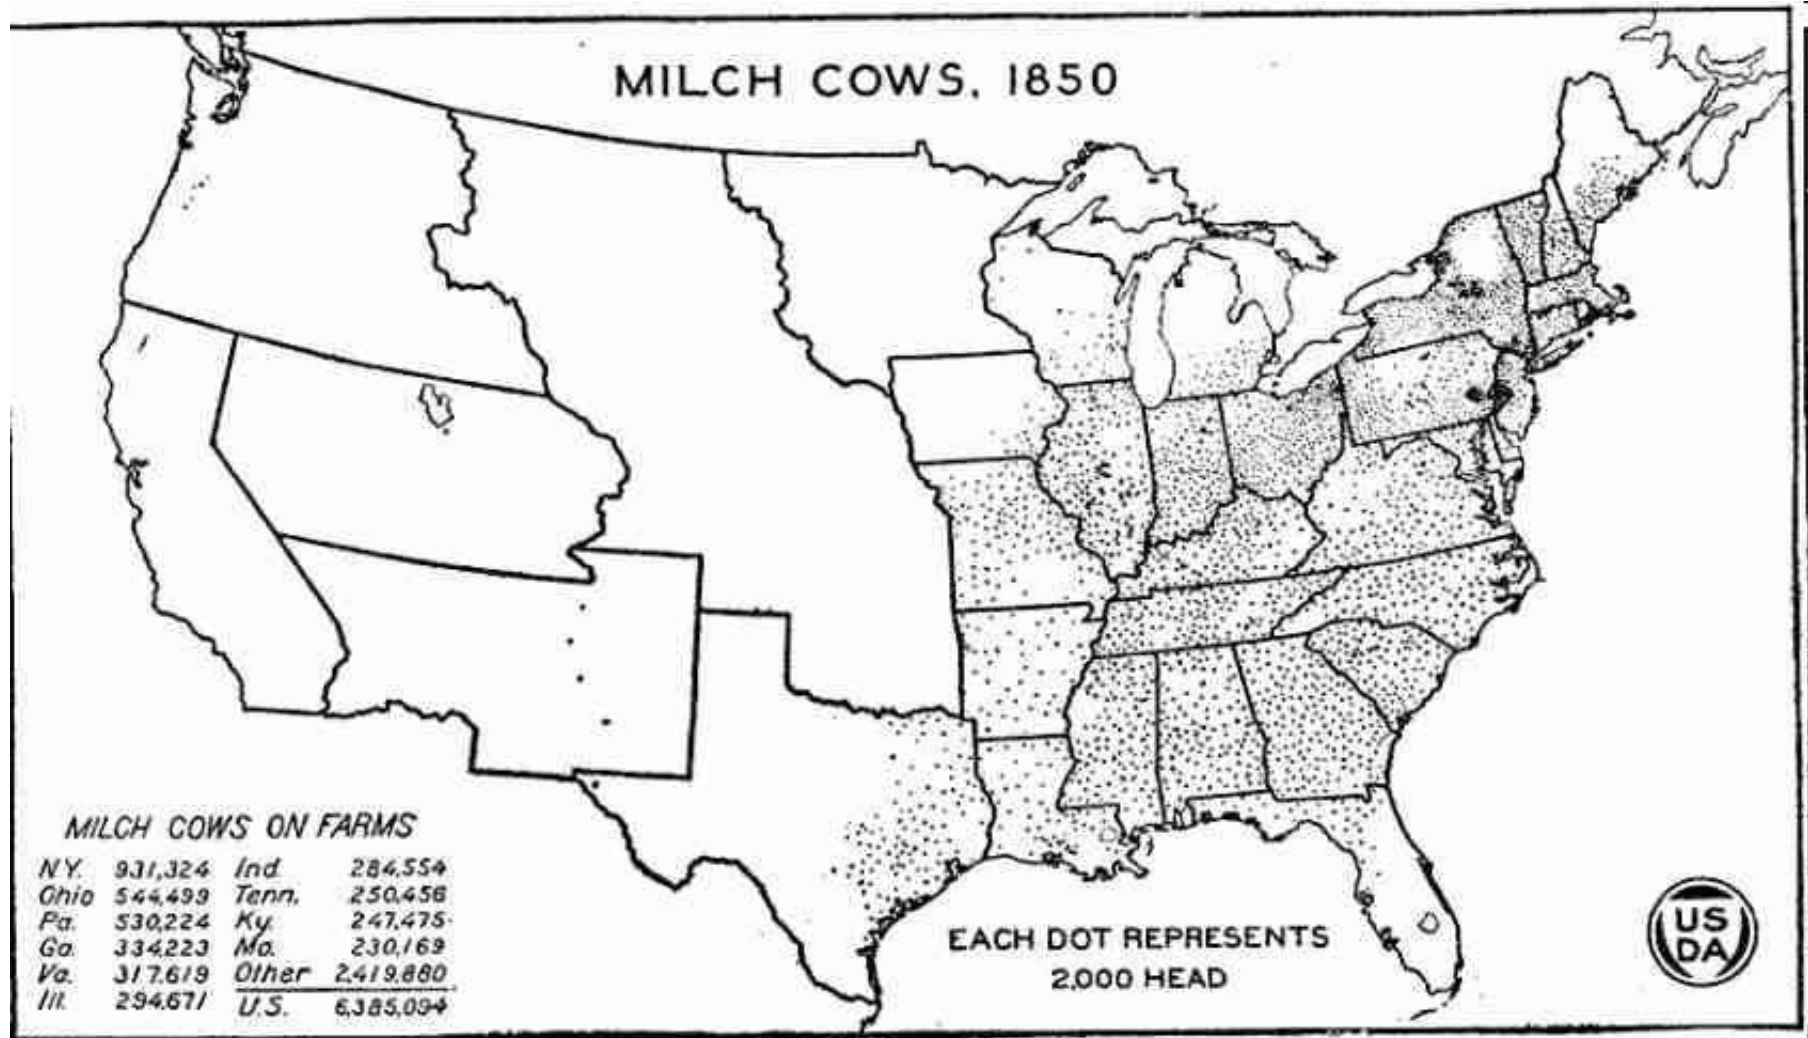 MILCH COWS, 1850
MILCH COWS ON FARMS
N.Y. 931,324 Ind. 284,554
Ohio 544,499 Tenn. 250,456
Pa. 530,224 Ky. 247,475
Ga. 334,223 Mo. 230,169
Va. 317,619 Other 2,419,880
Ill. 294,671 U.S. 6,385,094
EACH DOT REPRESENTS
2,000 HEAD
US
DA